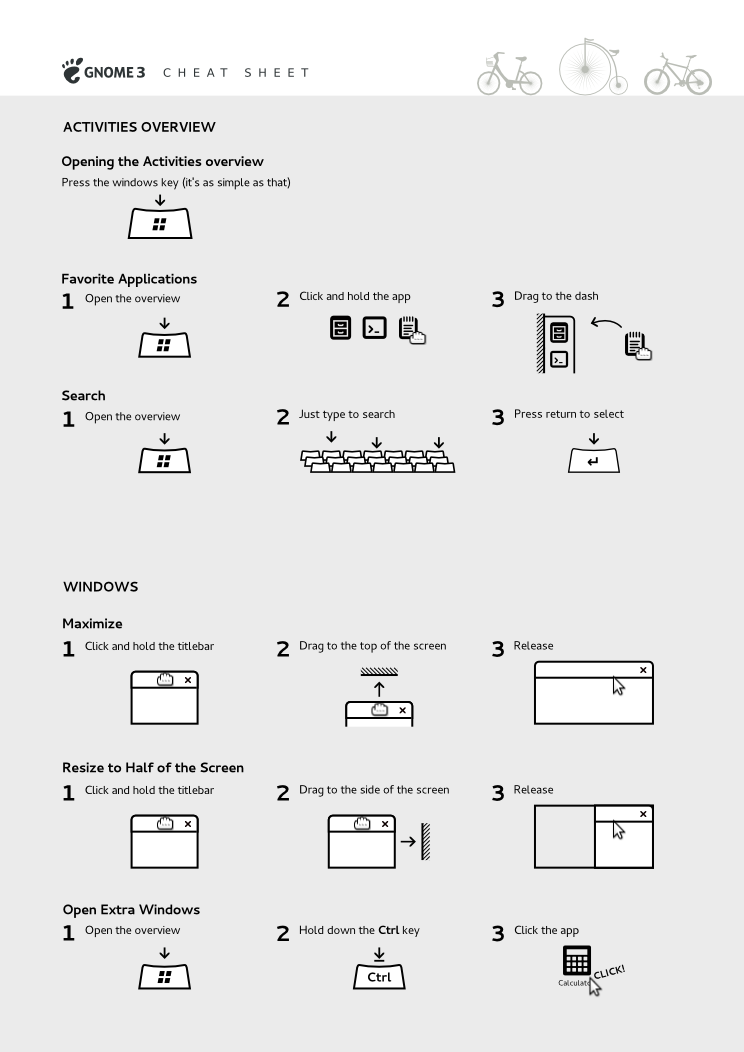 GNOME 3 CHEAT SHEET
ACTIVITIES OVERVIEW
Opening the Activities overview
Press the windows key (it's as simple as that)
Favorite Applications
1 Open the overview
2 Click and hold the app
3 Drag to the dash
Search
1 Open the overview
2 Just type to search
3 Press return to select
WINDOWS
Maximize
1 Click and hold the titlebar
2 Drag to the top of the screen
3 Release
Resize to Half of the Screen
1 Click and hold the titlebar
2 Drag to the side of the screen
3 Release
Open Extra Windows
1 Open the overview
2 Hold down the Ctrl key
3 Click the app
Ctrl
CLICK!